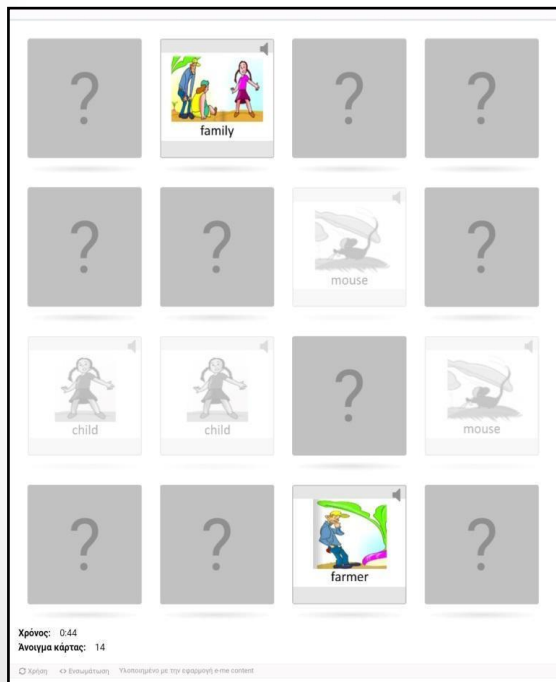 ? ? ?
family
? ? ?
mouse
?
child child mouse
? ? ?
farmer
Χρόνος: 0:44
Άνοιγμα κάρτας: 14
Χρήση <> Ενσωμάτωση Υλοποιημένο με την εφαρμογή e-me content